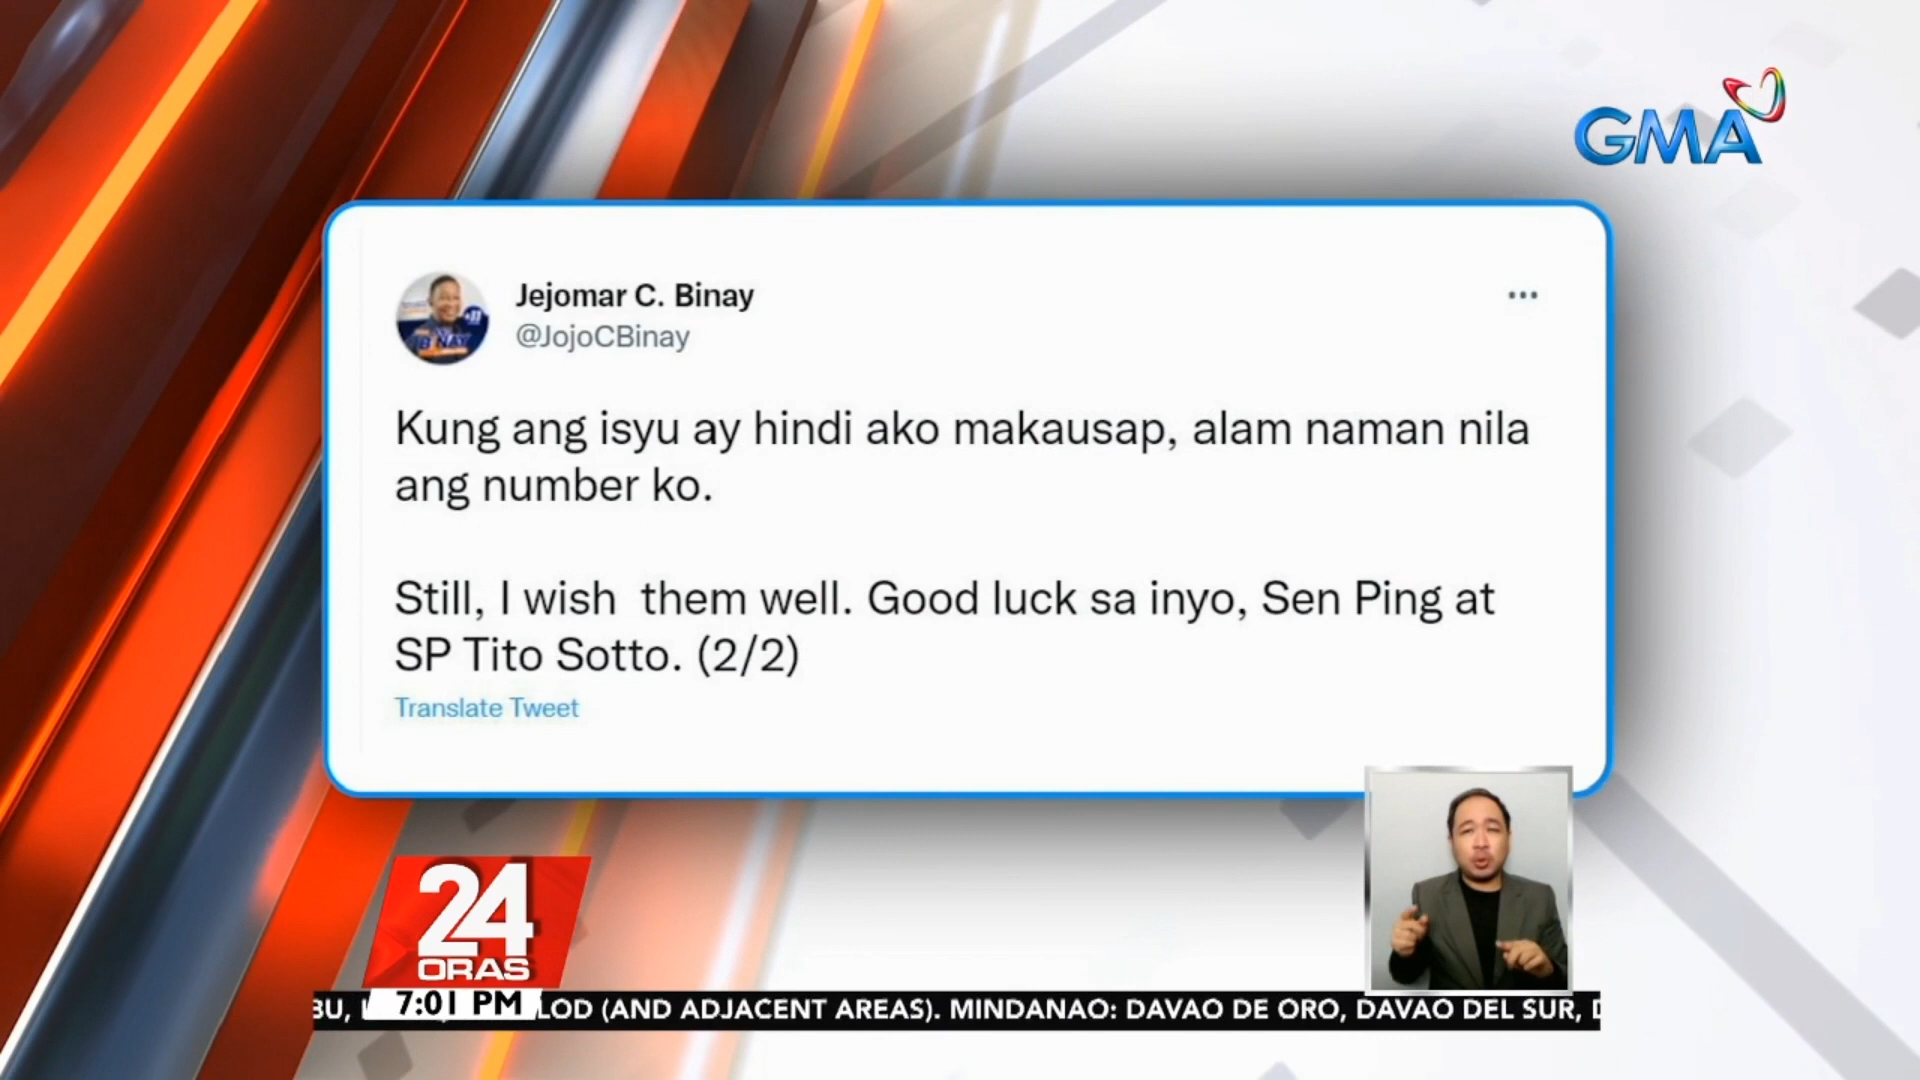 GMA
Jejomar C. Binay
@JojoCBinay
Kung ang isyu ay hindi ako makausap, alam naman nila
ang number ko.
Still, I wish them well. Good luck sa inyo, Sen Ping at
SP Tito Sotto. (2/2)
Translate Tweet
24
ORAS
7:01 PM
BU, LOD (AND ADJACENT AREAS). MINDANAO: DAVAO DE ORO, DAVAO DEL SUR,